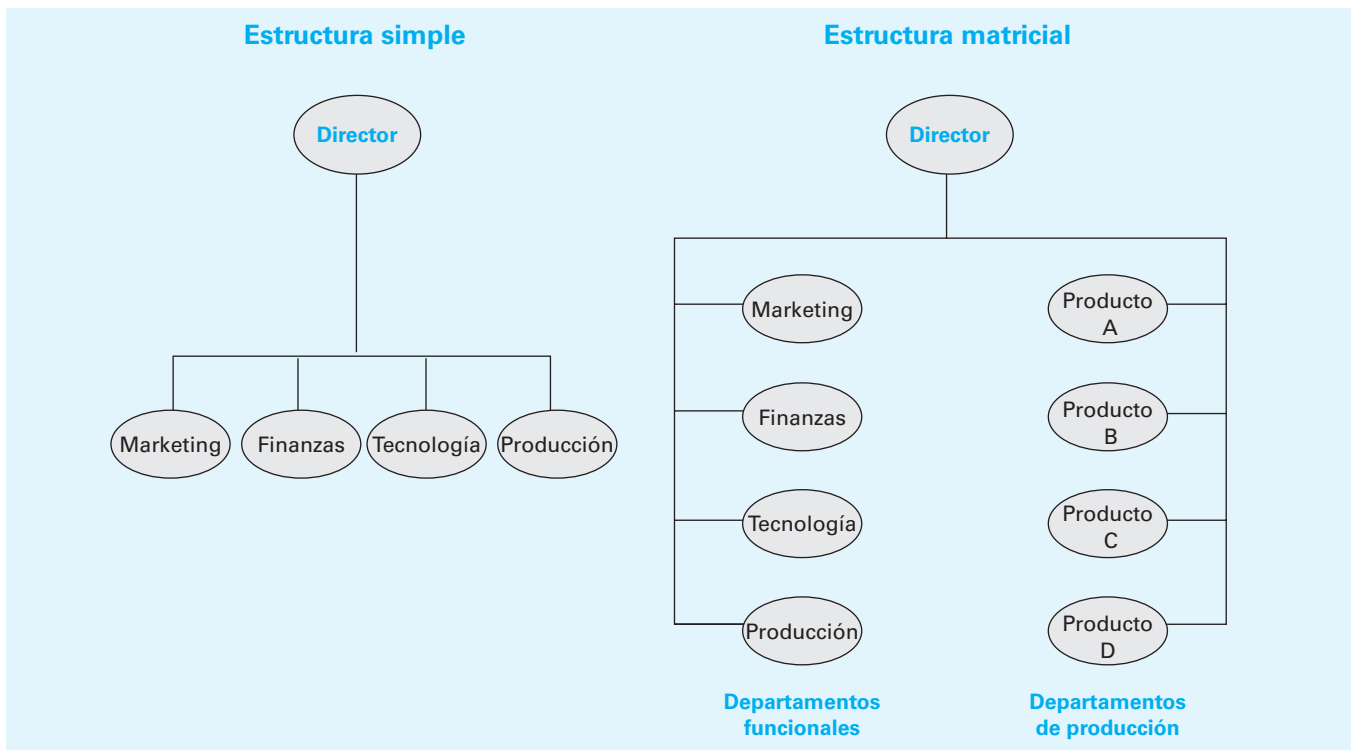 Estructura simple
Director
Marketing
Finanzas
Tecnología
Producción
Estructura matricial
Director
Marketing
Finanzas
Tecnología
Producción
Departamentos
funcionales
Producto
A
Producto
B
Producto
C
Producto
D
Departamentos
de producción